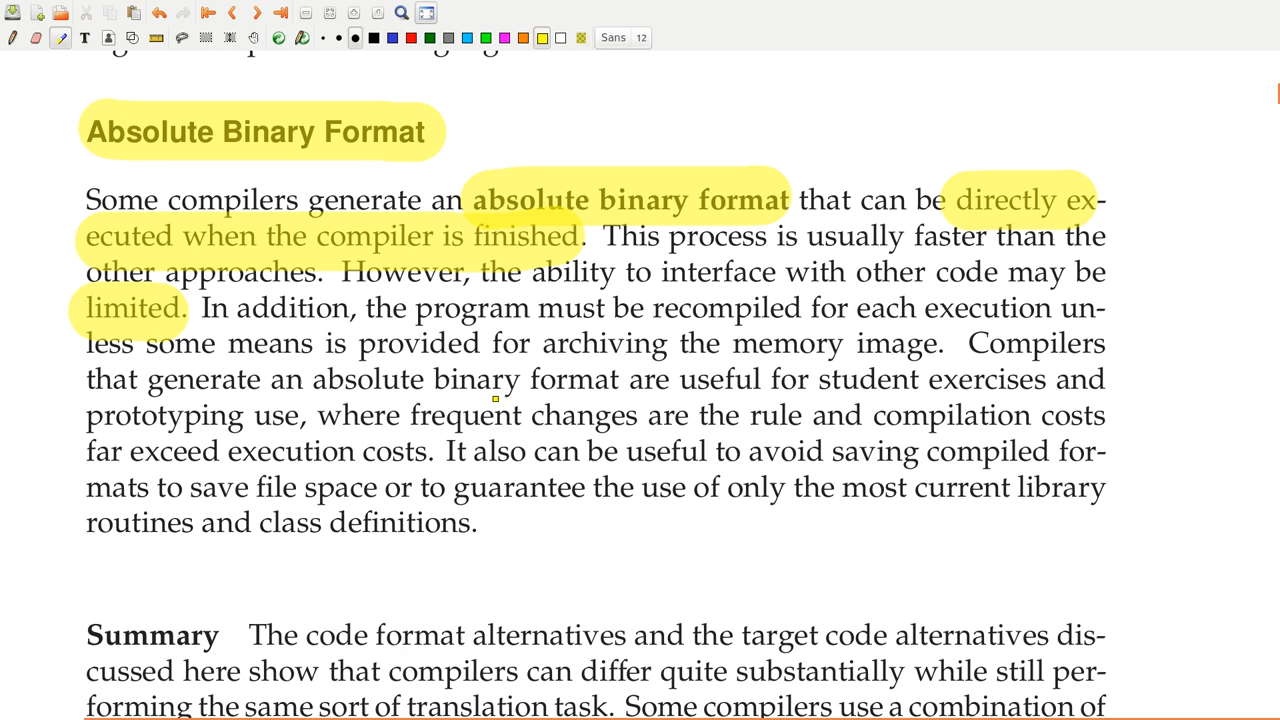 T
Sans 12
Absolute Binary Format
Some compilers generate an absolute binary format that can be directly ex-
ecuted when the compiler is finished. This process is usually faster than the
other approaches. However, the ability to interface with other code may be
limited. In addition, the program must be recompiled for each execution un-
less some means is provided for archiving the memory image. Compilers
that generate an absolute binary format are useful for student exercises and
prototyping use, where frequent changes are the rule and compilation costs
far exceed execution costs. It also can be useful to avoid saving compiled for-
mats to save file space or to guarantee the use of only the most current library
routines and class definitions.
Summary The code format alternatives and the target code alternatives dis-
cussed here show that compilers can differ quite substantially while still per-
forming the same sort of translation task. Some compilers use a combination of